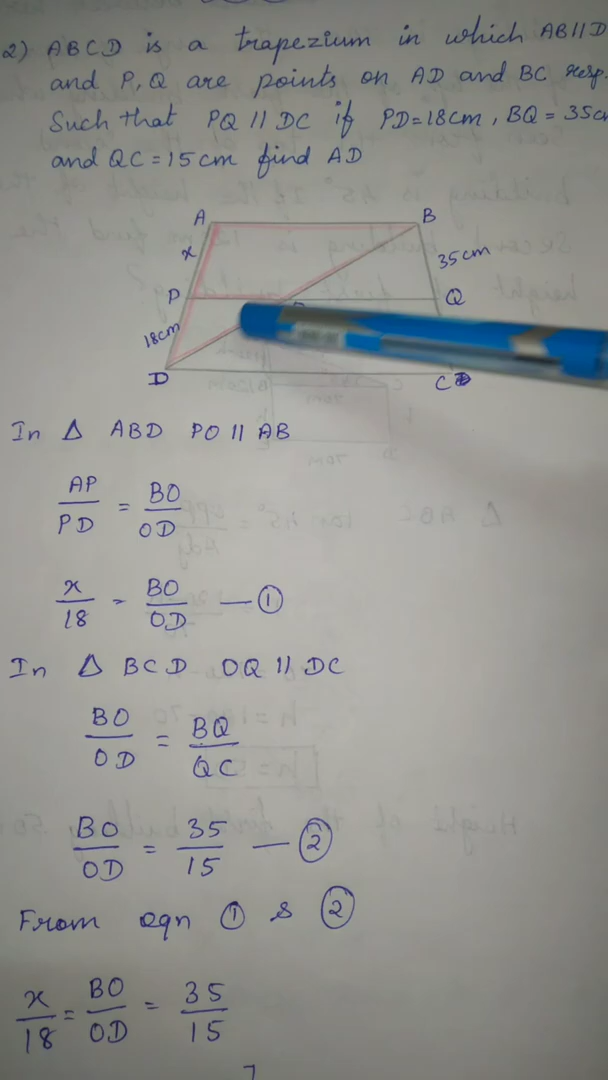 2) ABCD is a trapezium in which AB||D
and P, Q are points on AD and BC resp.
Such that PQ || DC if PD=18cm, BQ = 35cm
and QC = 15 cm find AD
A B
x 35cm
P Q
18cm
D C
In Δ ABD PO || AB
AP/PD = BO/OD
x/18 = BO/OD — ①
In Δ BCD OQ || DC
BO/OD = BQ/QC
BO/OD = 35/15 — ②
From eqn ① & ②
x/18 = BO/OD = 35/15
7